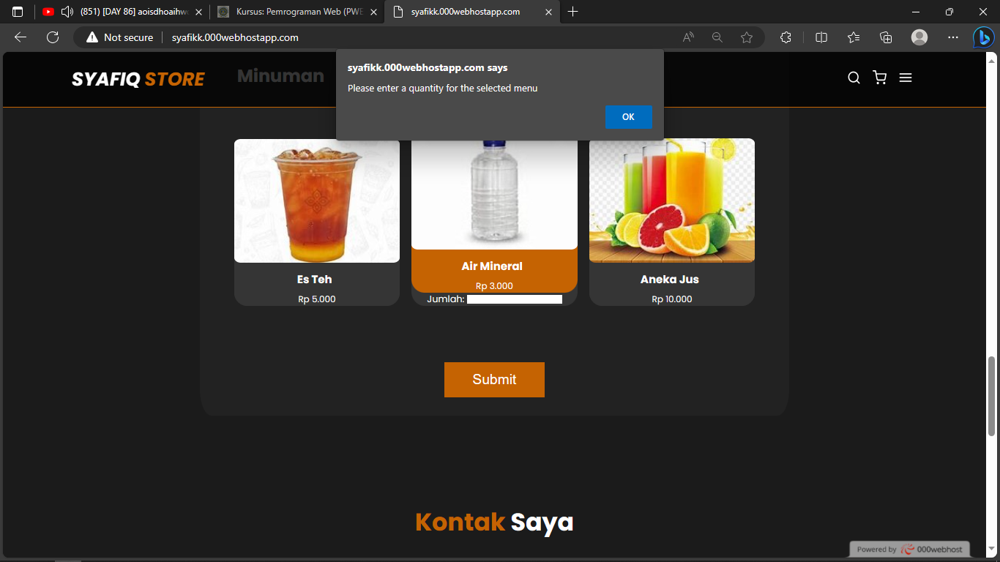 (851) [DAY 86] aoisdhoaihw
Kursus: Pemrograman Web (PWE
syafikk.000webhostapp.com
Not secure
syafikk.000webhostapp.com
syafikk.000webhostapp.com says
Please enter a quantity for the selected menu
OK
SYAFIQ STORE
Minuman
Es Teh
Rp 5.000
Air Mineral
Rp 3.000
Jumlah:
Aneka Jus
Rp 10.000
Submit
Kontak Saya
Powered by 000webhost